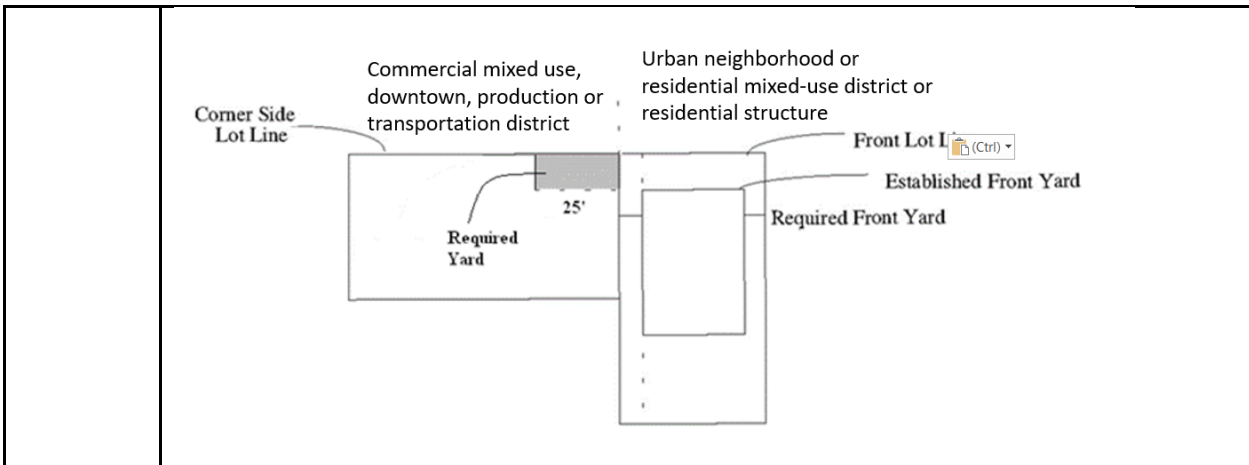 Commercial mixed use,
downtown, production or
transportation district
Urban neighborhood or
residential mixed-use district or
residential structure
Corner Side
Lot Line
Front Lot L
(Ctrl)
Established Front Yard
Required Front Yard
25'
Required
Yard